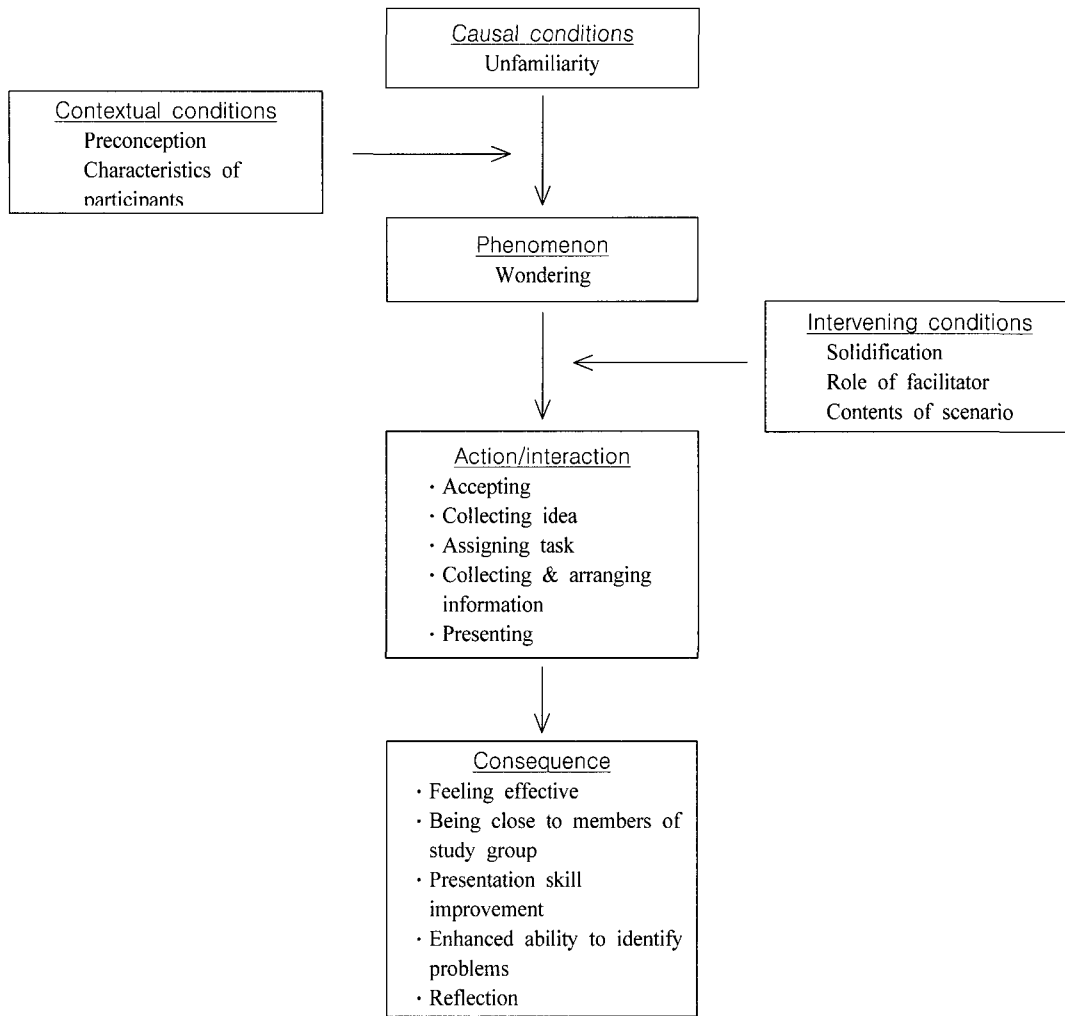 Causal conditions
Unfamiliarity
Contextual conditions
Preconception
Characteristics of
participants
Phenomenon
Wondering
Intervening conditions
Solidification
Role of facilitator
Contents of scenario
Action/interaction
· Accepting
· Collecting idea
· Assigning task
· Collecting & arranging
information
· Presenting
Consequence
· Feeling effective
· Being close to members of
study group
· Presentation skill
improvement
· Enhanced ability to identify
problems
· Reflection